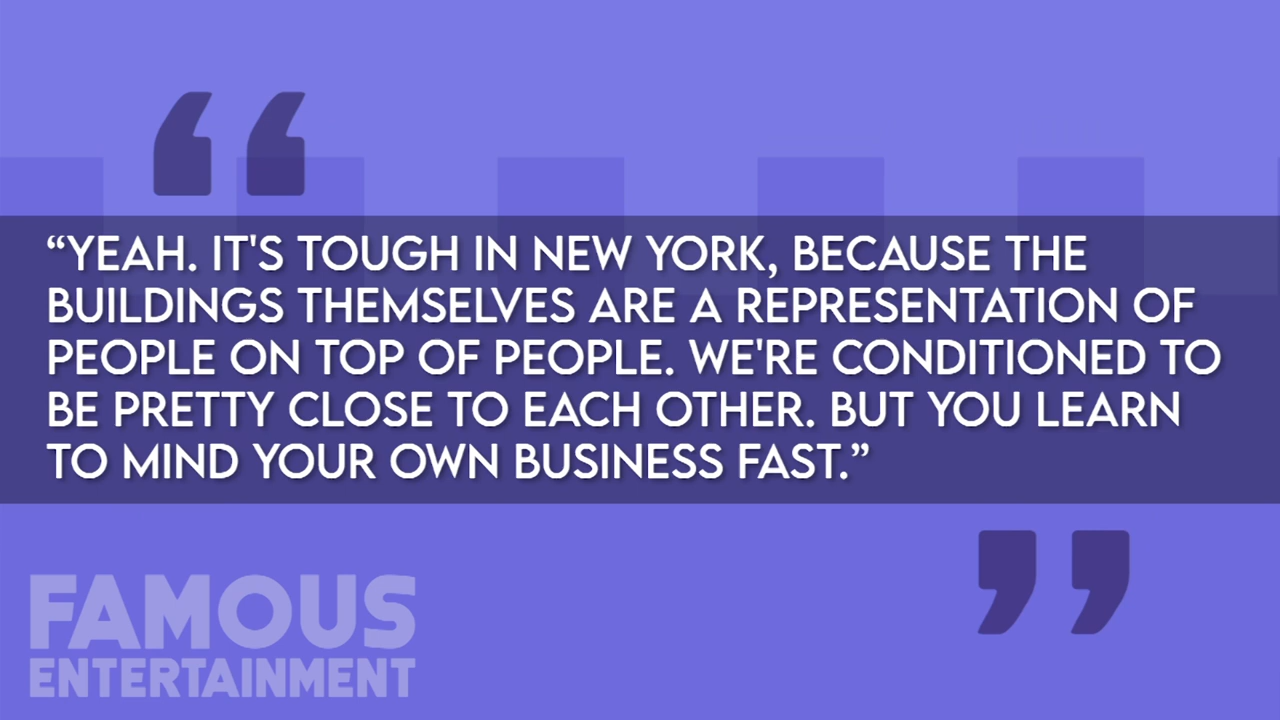 “YEAH. IT'S TOUGH IN NEW YORK, BECAUSE THE
BUILDINGS THEMSELVES ARE A REPRESENTATION OF
PEOPLE ON TOP OF PEOPLE. WE'RE CONDITIONED TO
BE PRETTY CLOSE TO EACH OTHER. BUT YOU LEARN
TO MIND YOUR OWN BUSINESS FAST.”
FAMOUS
ENTERTAINMENT